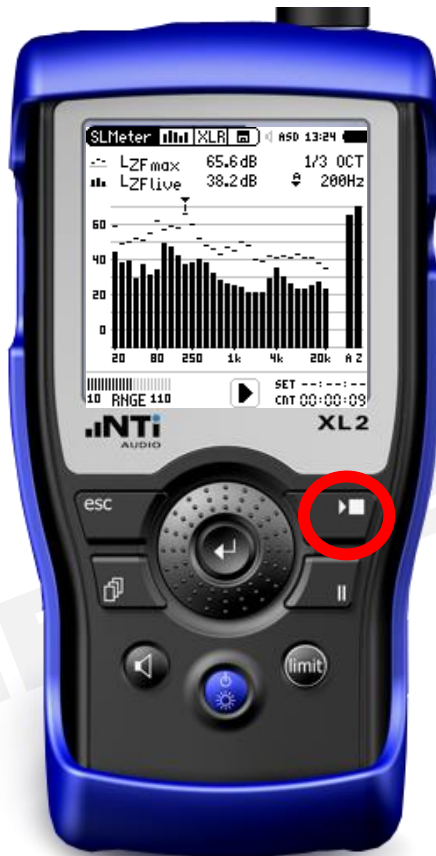 SLMeter XLR ASD 13:24
LZFmax 65.6dB 1/3 OCT
LZFlive 38.2dB 200Hz
1
60
40
20
0
20 80 250 1k 4k 20k A Z
10 RNGE 110
SET --:--:--
CNT 00:00:09
NTi
AUDIO
XL2
esc
limit